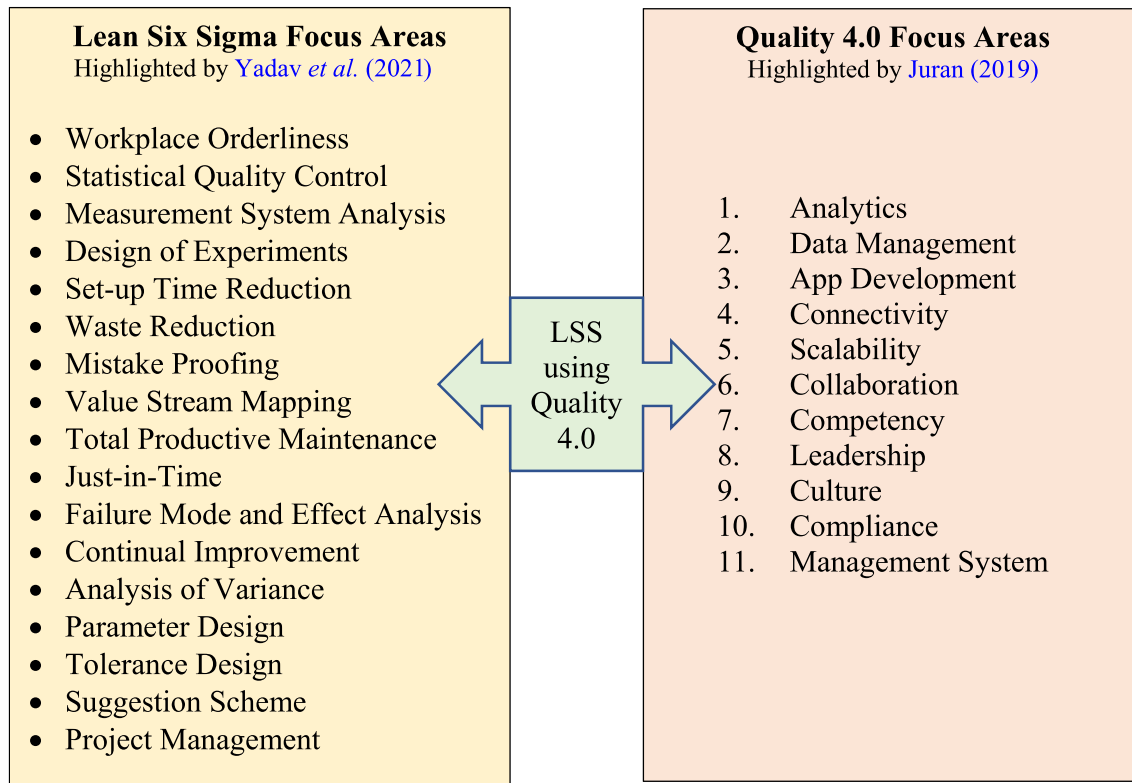 Lean Six Sigma Focus Areas
Highlighted by Yadav et al. (2021)
• Workplace Orderliness
• Statistical Quality Control
• Measurement System Analysis
• Design of Experiments
• Set-up Time Reduction
• Waste Reduction
• Mistake Proofing
• Value Stream Mapping
• Total Productive Maintenance
• Just-in-Time
• Failure Mode and Effect Analysis
• Continual Improvement
• Analysis of Variance
• Parameter Design
• Tolerance Design
• Suggestion Scheme
• Project Management
LSS
using
Quality
4.0
Quality 4.0 Focus Areas
Highlighted by Juran (2019)
1. Analytics
2. Data Management
3. App Development
4. Connectivity
5. Scalability
6. Collaboration
7. Competency
8. Leadership
9. Culture
10. Compliance
11. Management System